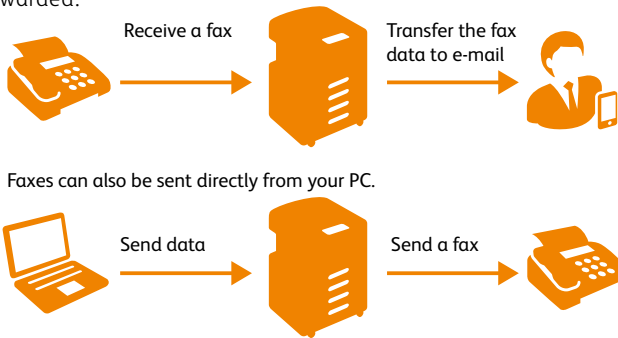 warded.
Receive a fax
Transfer the fax
data to e-mail
Faxes can also be sent directly from your PC.
Send data
Send a fax